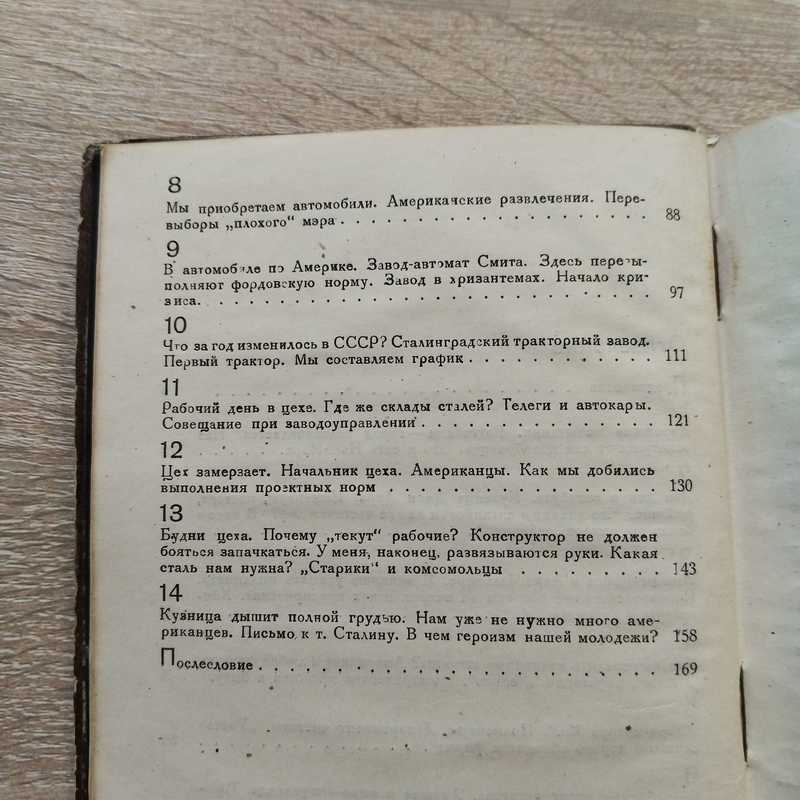 8
Мы приобретаем автомобили. Американские развлечения. Пере-
выборы „плохого“ мэра . . . . . . . . . . . . . . . . . . . 88
9
В автомобиле по Америке. Завод-автомат Смита. Здесь перевы-
полняют фордовскую норму. Завод в хризантемах. Начало кри-
зиса. . . . . . . . . . . . . . . . . . . . . . . . . . . . 97
10
Что за год изменилось в СССР? Сталинградский тракторный завод.
Первый трактор. Мы составляем график . . . . . . . . . . . . 111
11
Рабочий день в цехе. Где же склады сталей? Телеги и автокары.
Совещание при заводоуправлении . . . . . . . . . . . . . . . 121
12
Цех замерзает. Начальник цеха. Американцы. Как мы добились
выполнения проектных норм . . . . . . . . . . . . . . . . . 130
13
Будни цеха. Почему „текут“ рабочие? Конструктор не должен
бояться запачкаться. У меня, наконец, развязываются руки. Какая
сталь нам нужна? „Старики“ и комсомольцы . . . . . . . . . 143
14
Кузница дышит полной грудью. Нам уже не нужно много аме-
риканцев. Письмо к т. Сталину. В чем героизм нашей молодежи? 158
Послесловие . . . . . . . . . . . . . . . . . . . . . . . . 169